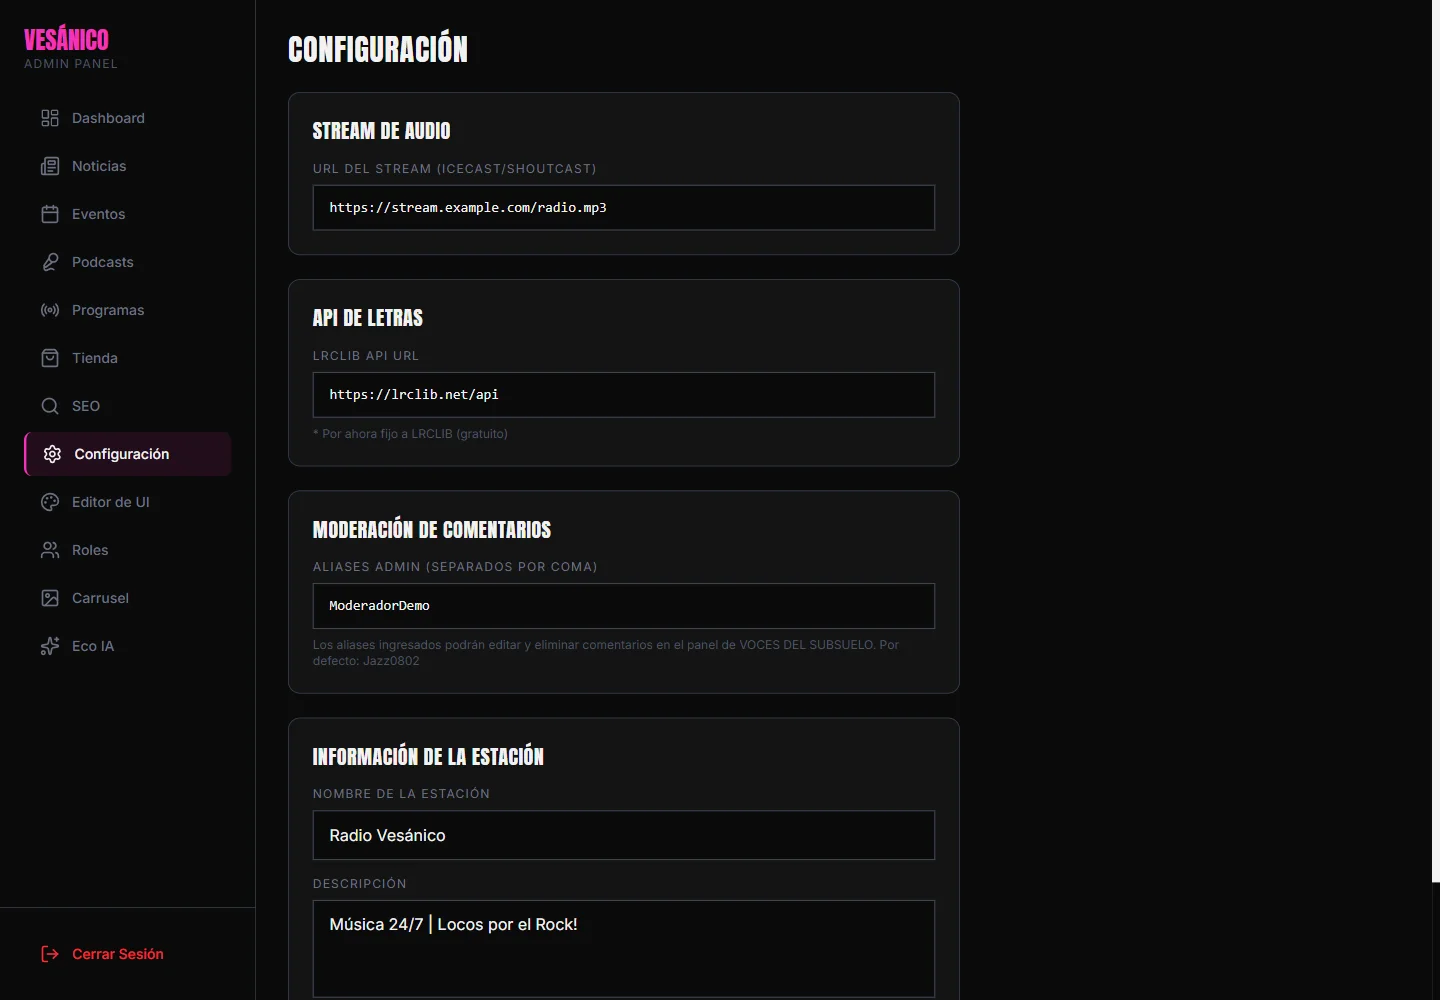 VESÁNICO
ADMIN PANEL
Dashboard
Noticias
Eventos
Podcasts
Programas
Tienda
SEO
Configuración
Editor de UI
Roles
Carrusel
Eco IA
Cerrar Sesión
CONFIGURACIÓN
STREAM DE AUDIO
URL DEL STREAM (ICECAST/SHOUTCAST)
https://stream.example.com/radio.mp3
API DE LETRAS
LRCLIB API URL
https://lrclib.net/api
* Por ahora fijo a LRCLIB (gratuito)
MODERACIÓN DE COMENTARIOS
ALIASES ADMIN (SEPARADOS POR COMA)
ModeradorDemo
Los aliases ingresados podrán editar y eliminar comentarios en el panel de VOCES DEL SUBSUELO. Por
defecto: Jazz0802
INFORMACIÓN DE LA ESTACIÓN
NOMBRE DE LA ESTACIÓN
Radio Vesánico
DESCRIPCIÓN
Música 24/7 | Locos por el Rock!